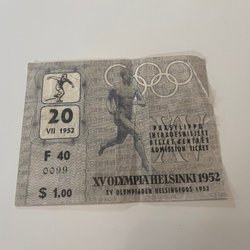 20
VII 1952
F 40
0099
$ 1.00
PÄÄSYLIPPU
INTRÄDESBILJETT
BILLET D'ENTRÉE
ADMISSION TICKET
XV
XV OLYMPIA HELSINKI 1952
XV OLYMPIADEN HELSINGFORS 1952